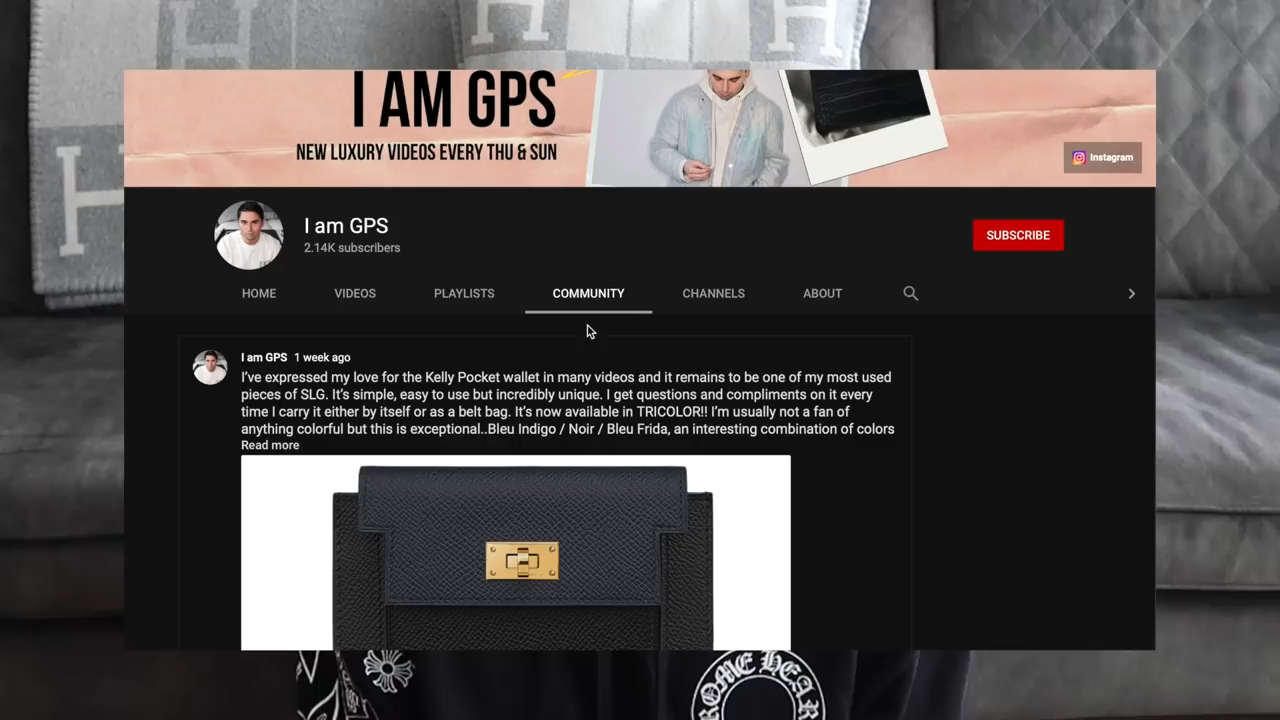 H H H
H
I AM GPS
NEW LUXURY VIDEOS EVERY THU & SUN
Instagram
I am GPS
2.14K subscribers
SUBSCRIBE
HOME VIDEOS PLAYLISTS COMMUNITY CHANNELS ABOUT
I am GPS 1 week ago
I've expressed my love for the Kelly Pocket wallet in many videos and it remains to be one of my most used
pieces of SLG. It's simple, easy to use but incredibly unique. I get questions and compliments on it every
time I carry it either by itself or as a belt bag. It's now available in TRICOLOR!! I'm usually not a fan of
anything colorful but this is exceptional..Bleu Indigo / Noir / Bleu Frida, an interesting combination of colors
Read more
ROME HEAR